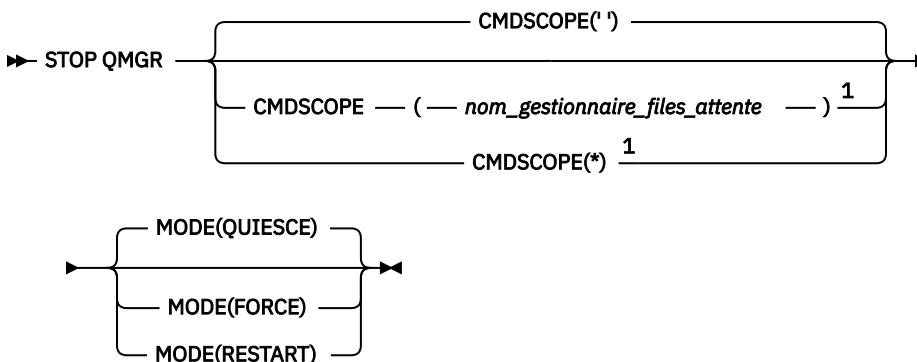 CMDSCOPE(' ')
STOP QMGR
CMDSCOPE ( nom_gestionnaire_files_attente ) 1
CMDSCOPE(*) 1
MODE(QUIESCE)
MODE(FORCE)
MODE(RESTART)